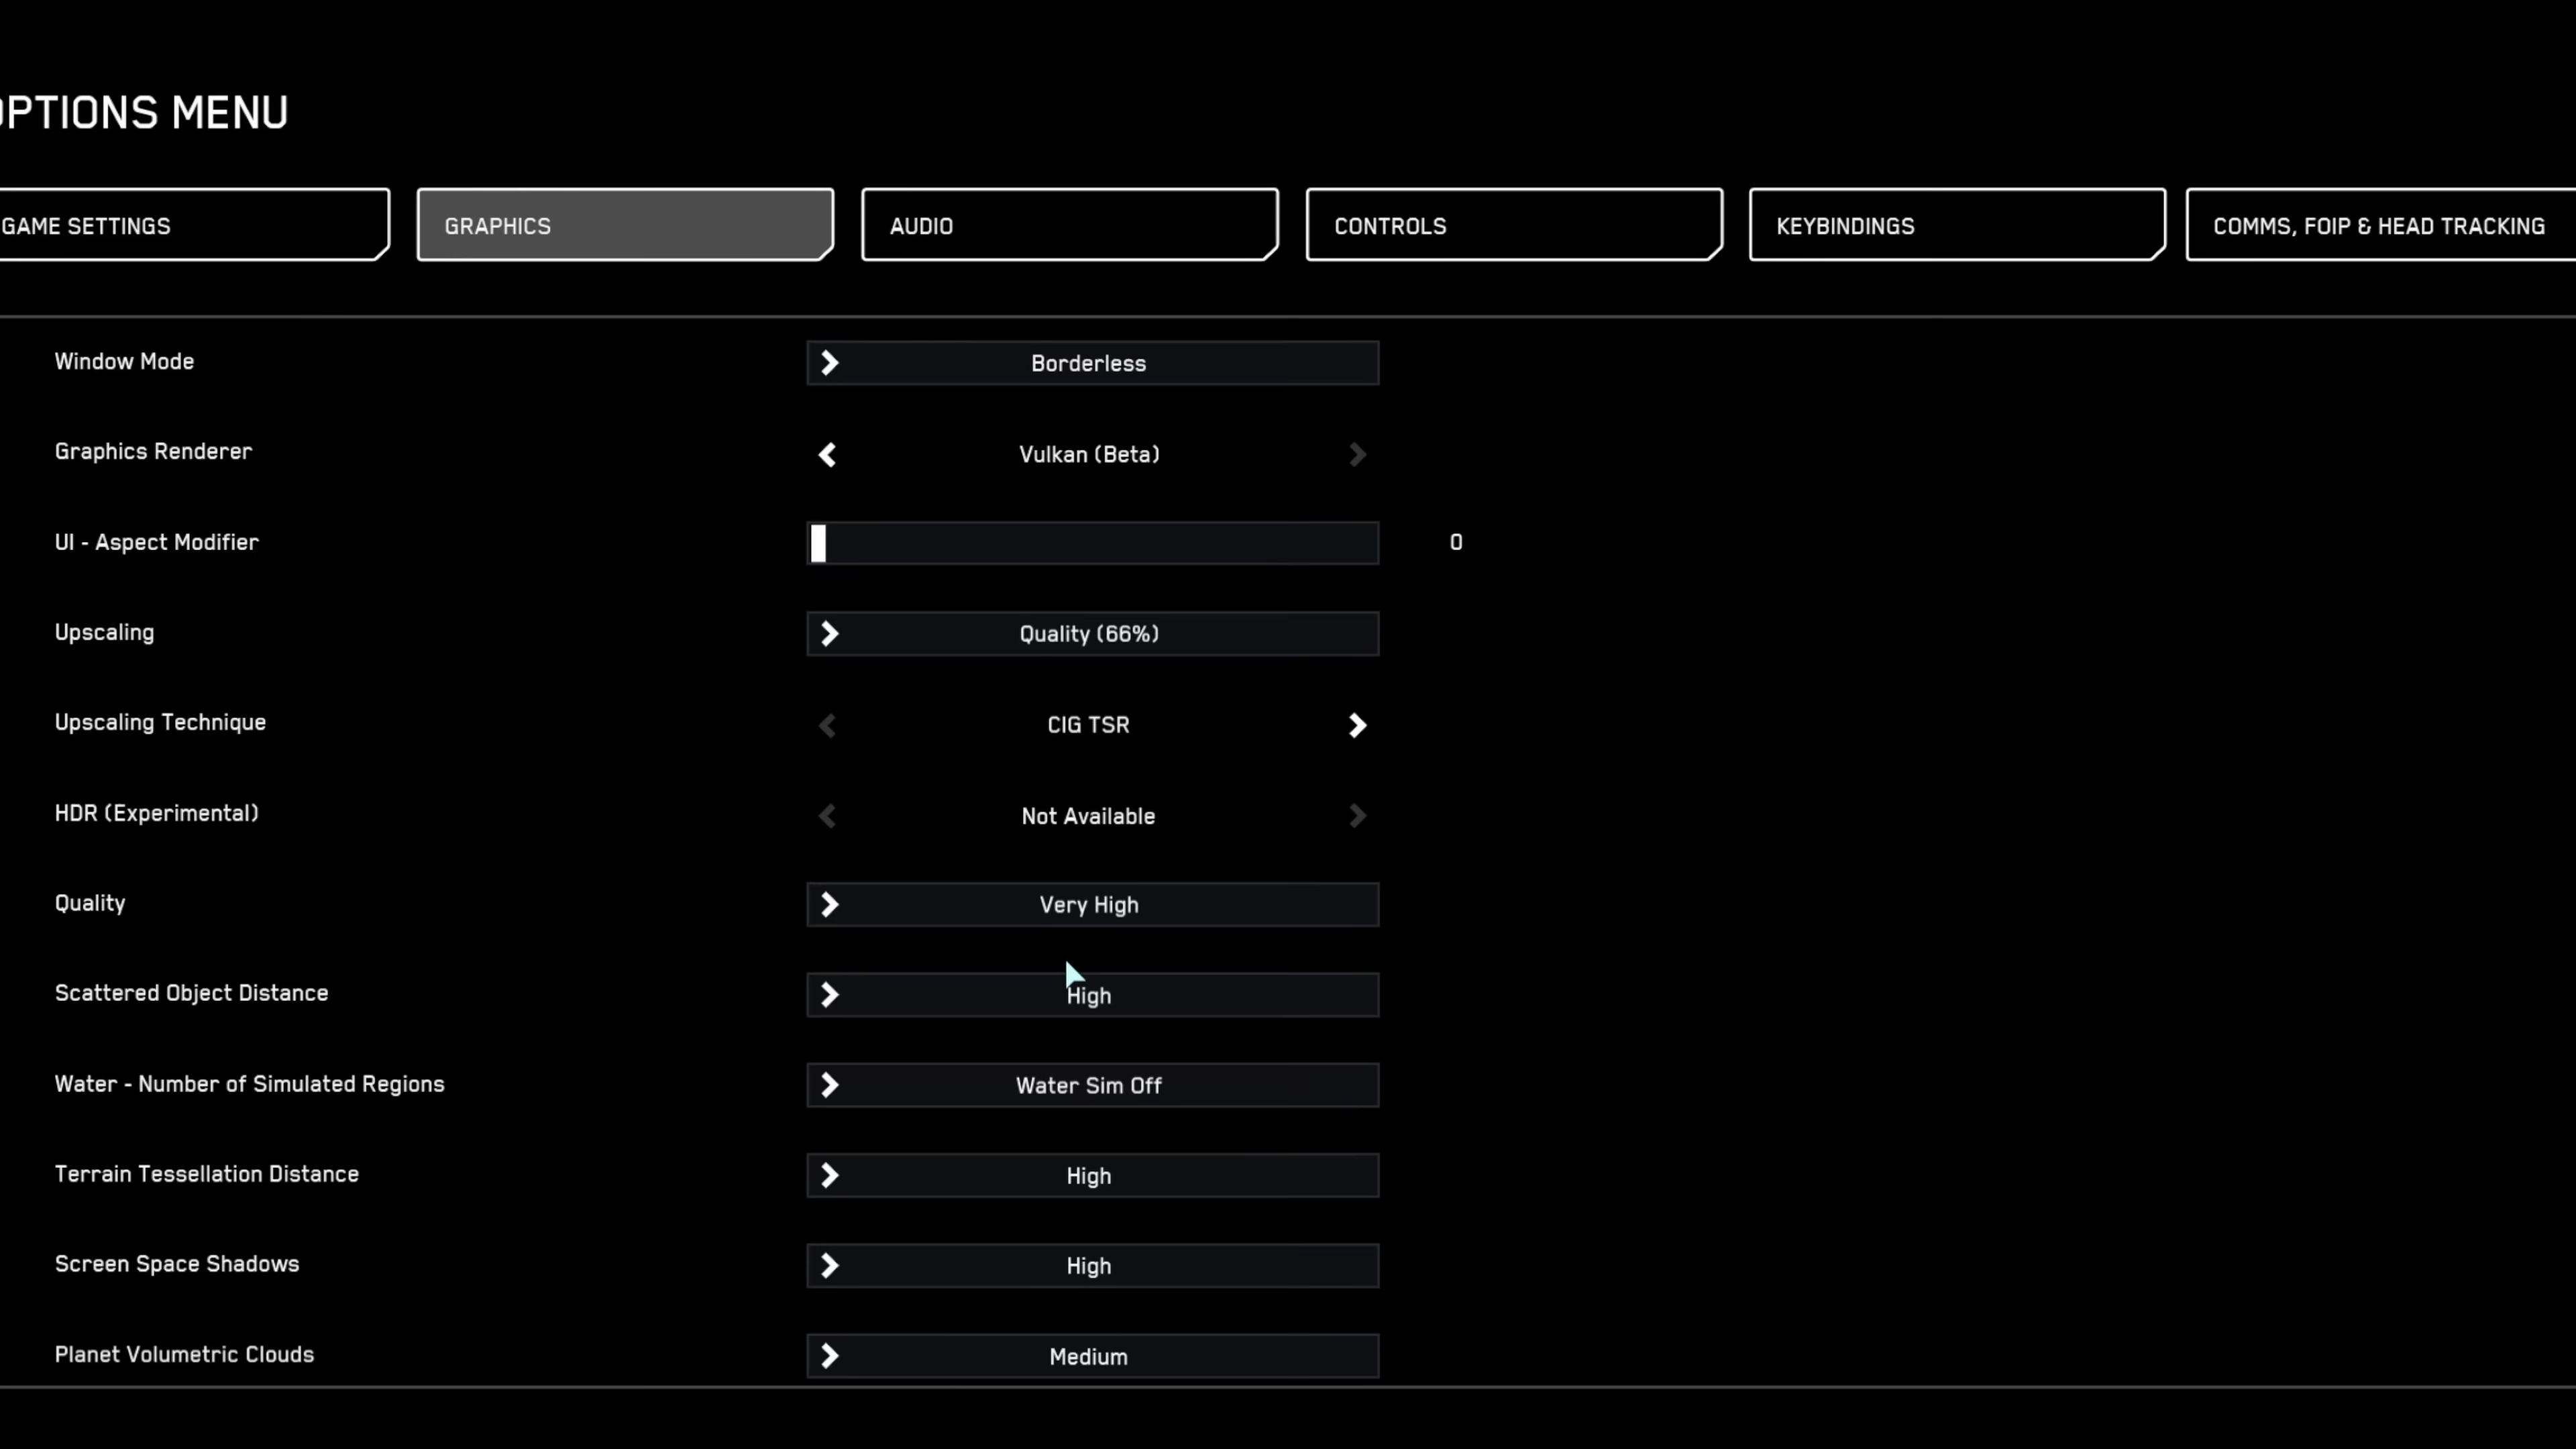 OPTIONS MENU
GAME SETTINGS
GRAPHICS
AUDIO
CONTROLS
KEYBINDINGS
COMMS, FOIP & HEAD TRACKING
Window Mode
Borderless
Graphics Renderer
Vulkan (Beta)
UI - Aspect Modifier
0
Upscaling
Quality (66%)
Upscaling Technique
CIG TSR
HDR (Experimental)
Not Available
Quality
Very High
Scattered Object Distance
High
Water - Number of Simulated Regions
Water Sim Off
Terrain Tessellation Distance
High
Screen Space Shadows
High
Planet Volumetric Clouds
Medium